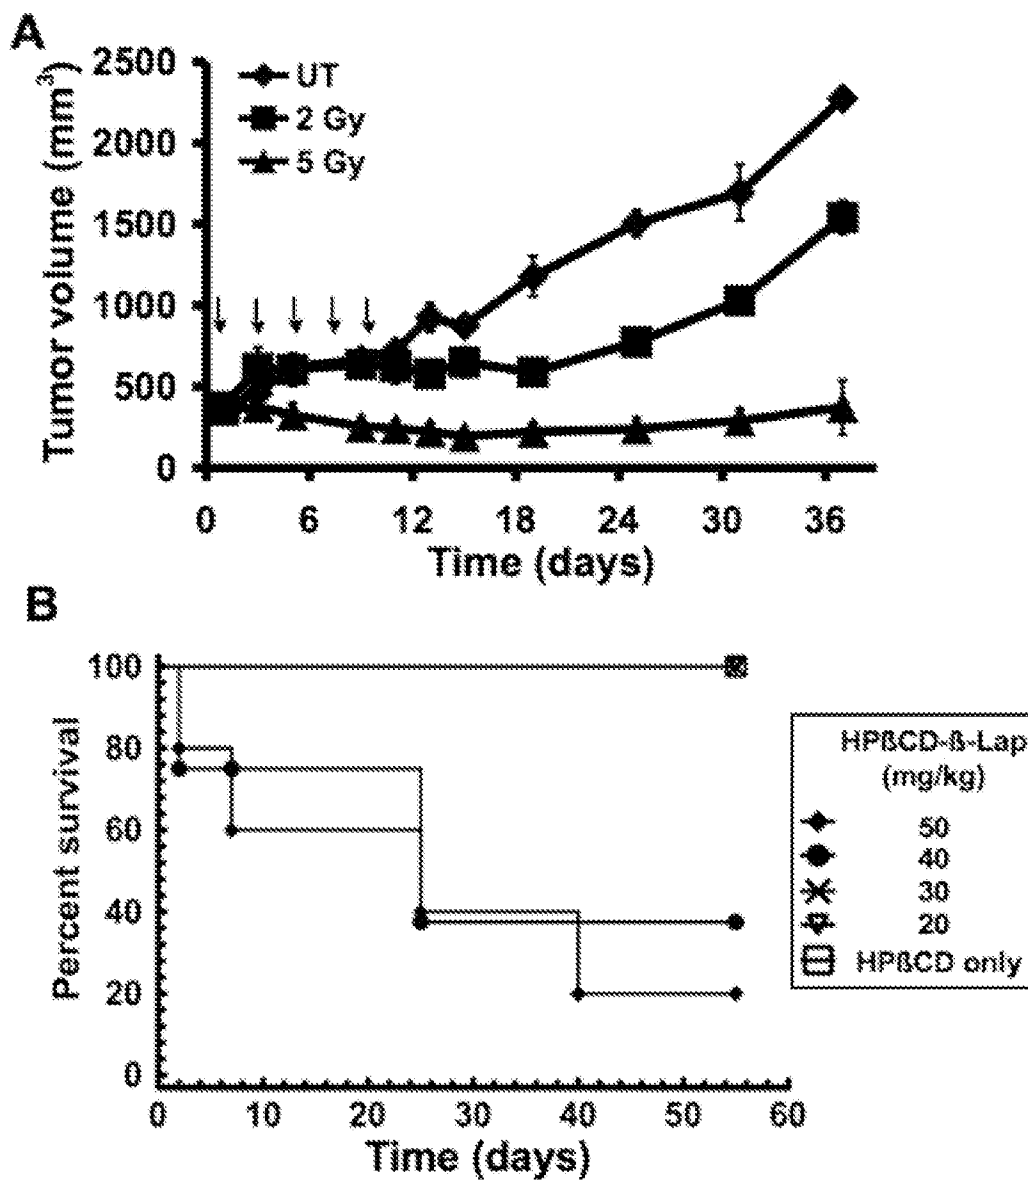 A
Tumor volume (mm³)
2500
2000
1500
1000
500
0
UT
2 Gy
5 Gy
0 6 12 18 24 30 36
Time (days)
B
Percent survival
100
80
60
40
20
0
0 10 20 30 40 50 60
Time (days)
HPßCD-ß-Lap
(mg/kg)
50
40
30
20
HPßCD only